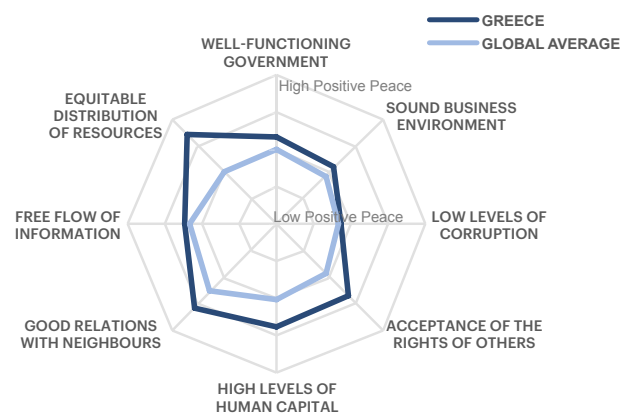 GREECE
GLOBAL AVERAGE
WELL-FUNCTIONING
GOVERNMENT
High Positive Peace
SOUND BUSINESS
ENVIRONMENT
EQUITABLE
DISTRIBUTION
OF RESOURCES
FREE FLOW OF
INFORMATION
Low Positive Peace
LOW LEVELS OF
CORRUPTION
GOOD RELATIONS
WITH NEIGHBOURS
ACCEPTANCE OF THE
RIGHTS OF OTHERS
HIGH LEVELS OF
HUMAN CAPITAL